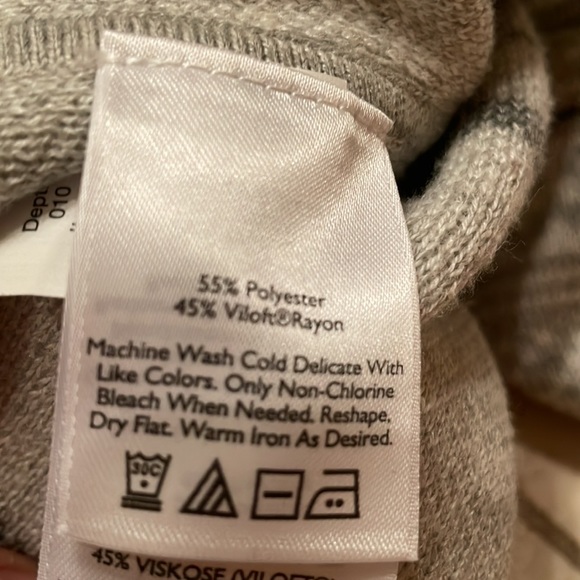 Dept
010
55% Polyester
45% Viloft®Rayon
Machine Wash Cold Delicate With
Like Colors. Only Non-Chlorine
Bleach When Needed. Reshape,
Dry Flat. Warm Iron As Desired.
30C
45% VISKOSE (VILOFT®